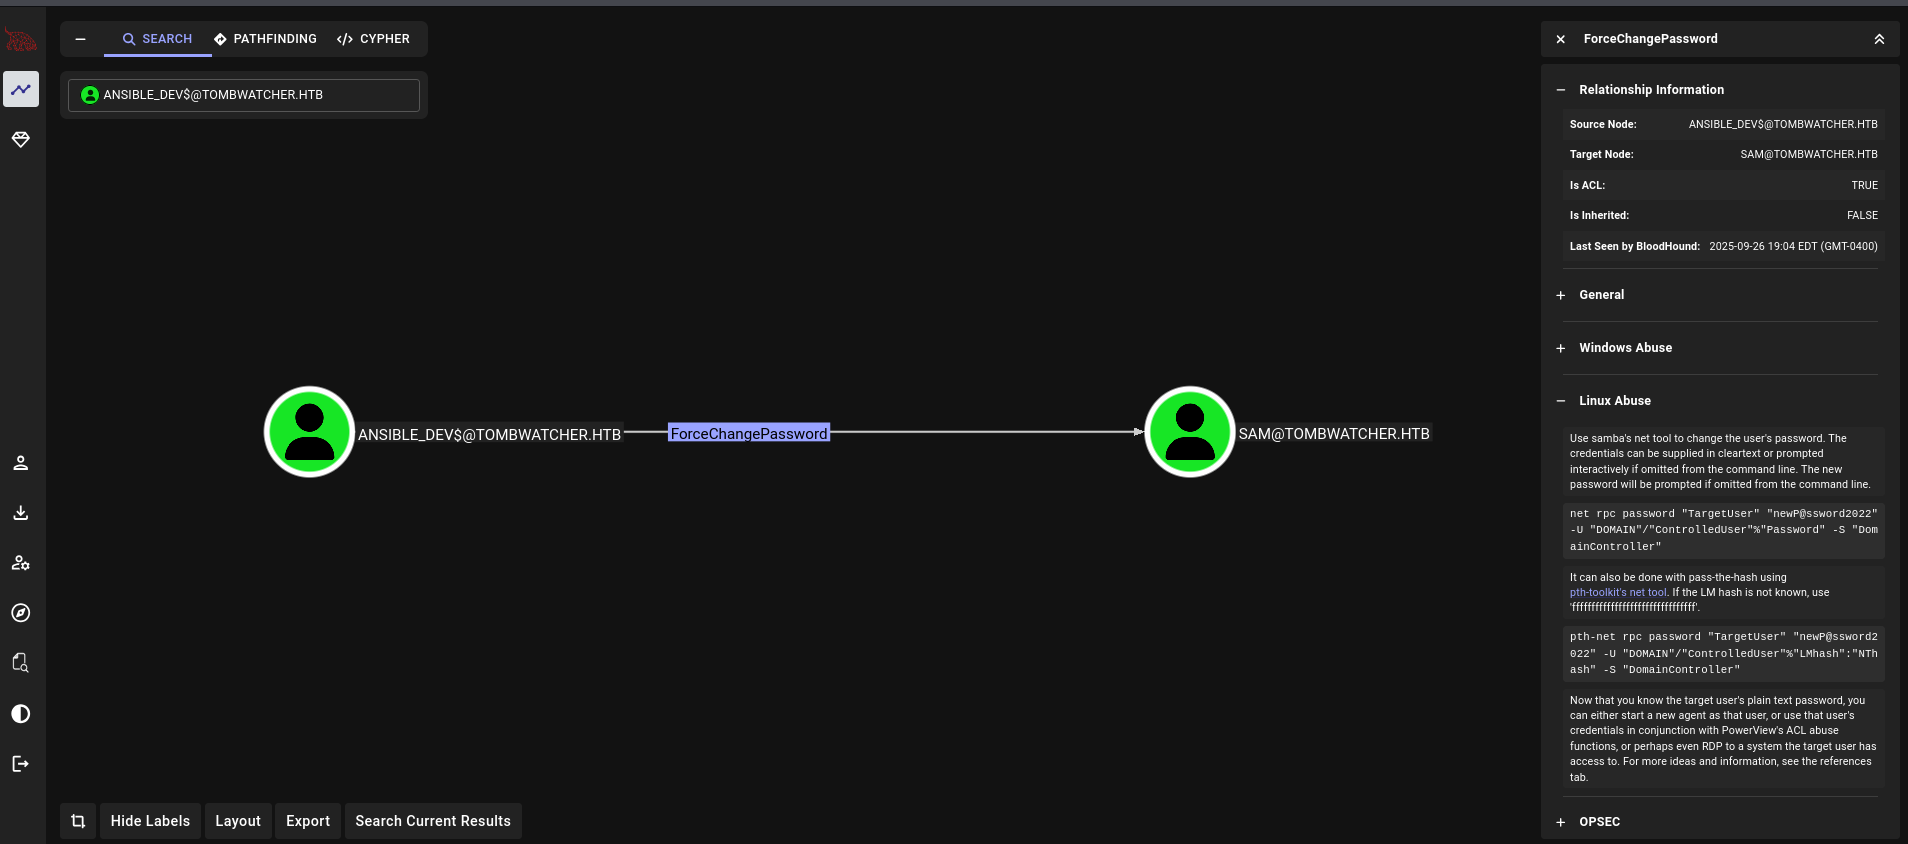 SEARCH
PATHFINDING
CYPHER
ANSIBLE_DEV$@TOMBWATCHER.HTB
ANSIBLE_DEV$@TOMBWATCHER.HTB
ForceChangePassword
SAM@TOMBWATCHER.HTB
Hide Labels
Layout
Export
Search Current Results
ForceChangePassword
Relationship Information
Source Node: ANSIBLE_DEV$@TOMBWATCHER.HTB
Target Node: SAM@TOMBWATCHER.HTB
Is ACL: TRUE
Is Inherited: FALSE
Last Seen by BloodHound: 2025-09-26 19:04 EDT (GMT-0400)
General
Windows Abuse
Linux Abuse
Use samba's net tool to change the user's password. The
credentials can be supplied in cleartext or prompted
interactively if omitted from the command line. The new
password will be prompted if omitted from the command line.
net rpc password "TargetUser" "newP@ssword2022"
-U "DOMAIN"/"ControlledUser"%"Password" -S "Dom
ainController"
It can also be done with pass-the-hash using
pth-toolkit's net tool. If the LM hash is not known, use
'ffffffffffffffffffffffffffffffff'.
pth-net rpc password "TargetUser" "newP@ssword2
022" -U "DOMAIN"/"ControlledUser"%"LMhash":"NTh
ash" -S "DomainController"
Now that you know the target user's plain text password, you
can either start a new agent as that user, or use that user's
credentials in conjunction with PowerView's ACL abuse
functions, or perhaps even RDP to a system the target user has
access to. For more ideas and information, see the references
tab.
OPSEC